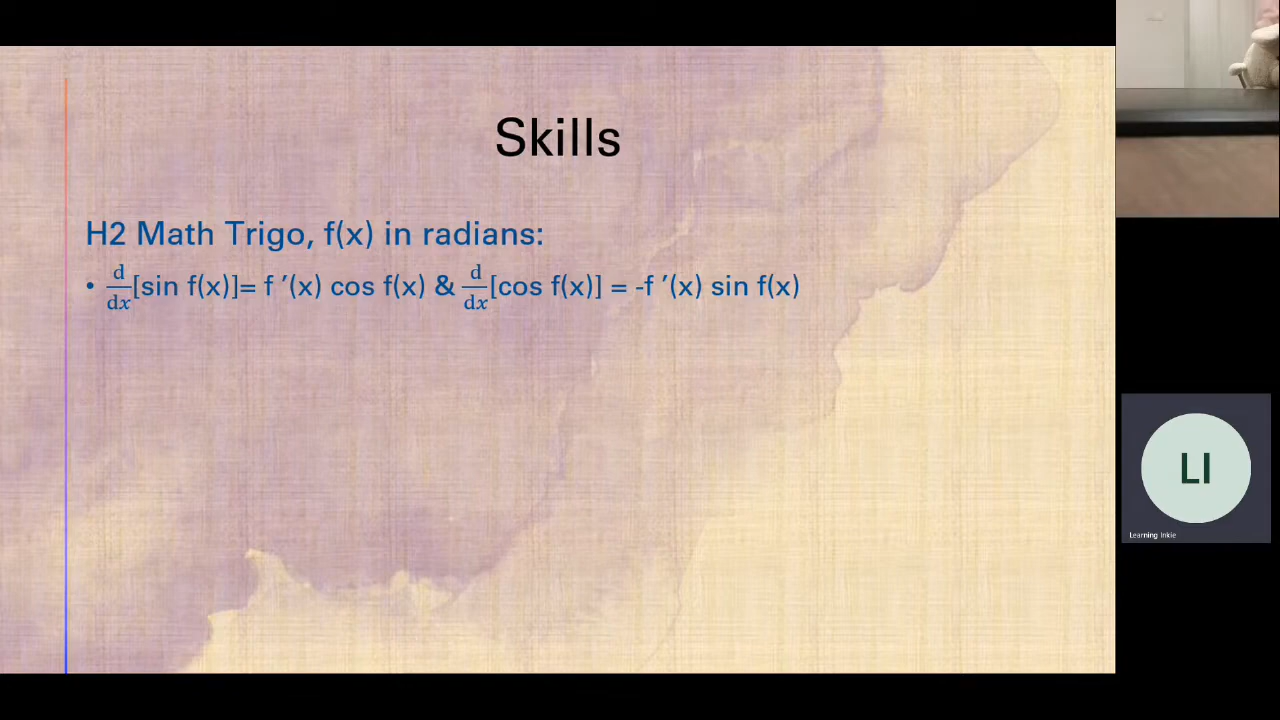 Skills
H2 Math Trigo, f(x) in radians:
• d/dx[sin f(x)]= f ’(x) cos f(x) & d/dx[cos f(x)] = -f ’(x) sin f(x)
LI
Learning Inkie